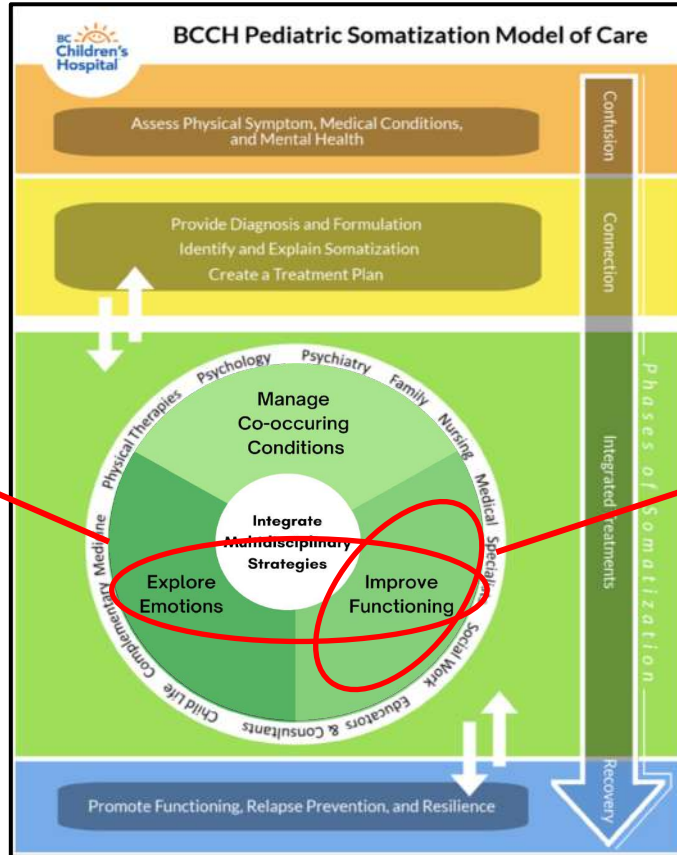 BC
Children's
Hospital
BCCH Pediatric Somatization Model of Care
Assess Physical Symptom, Medical Conditions,
and Mental Health
Confusion
Provide Diagnosis and Formulation
Identify and Explain Somatization
Create a Treatment Plan
Connection
Complementary Medicine
Physical Therapies
Psychology
Psychiatry
Family
Nursing
Medical Specialist
Social Work
Educators & Consultants
Child Life
Manage
Co-occuring
Conditions
Integrate
Multidisciplinary
Strategies
Explore
Emotions
Improve
Functioning
Integrated Treatments
Phases of Somatization
Promote Functioning, Relapse Prevention, and Resilience
Recovery